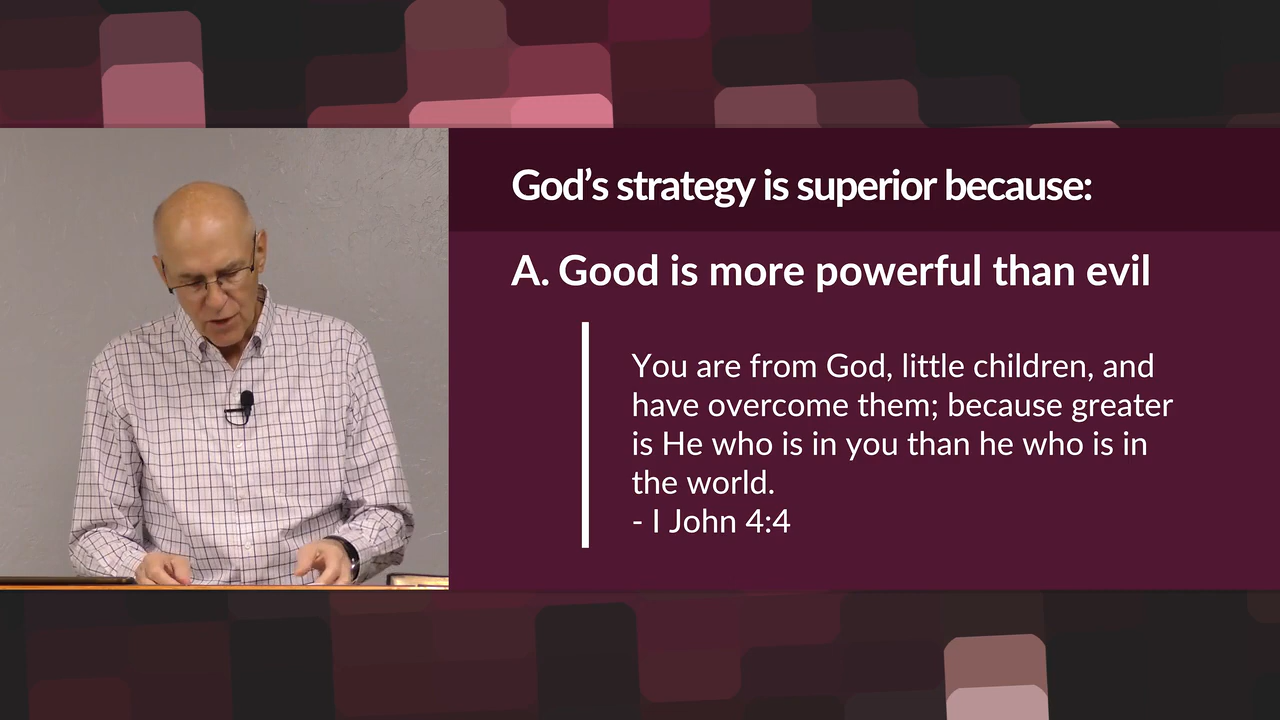 God’s strategy is superior because:
A. Good is more powerful than evil
You are from God, little children, and
have overcome them; because greater
is He who is in you than he who is in
the world.
- I John 4:4